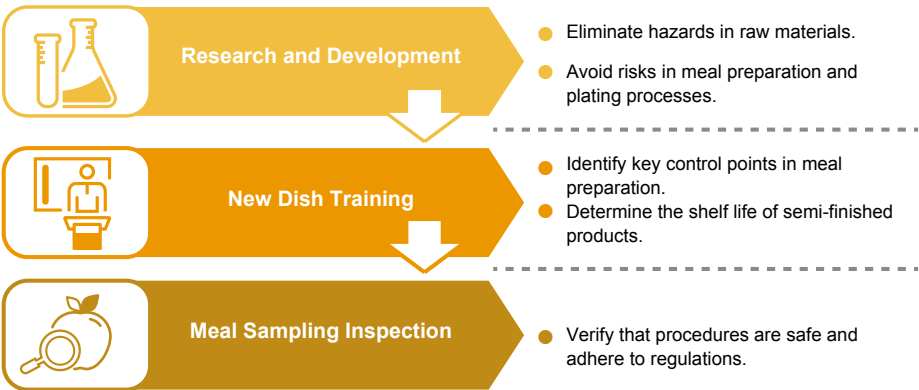 Research and Development
Eliminate hazards in raw materials.
Avoid risks in meal preparation and
plating processes.
New Dish Training
Identify key control points in meal
preparation.
Determine the shelf life of semi-finished
products.
Meal Sampling Inspection
Verify that procedures are safe and
adhere to regulations.